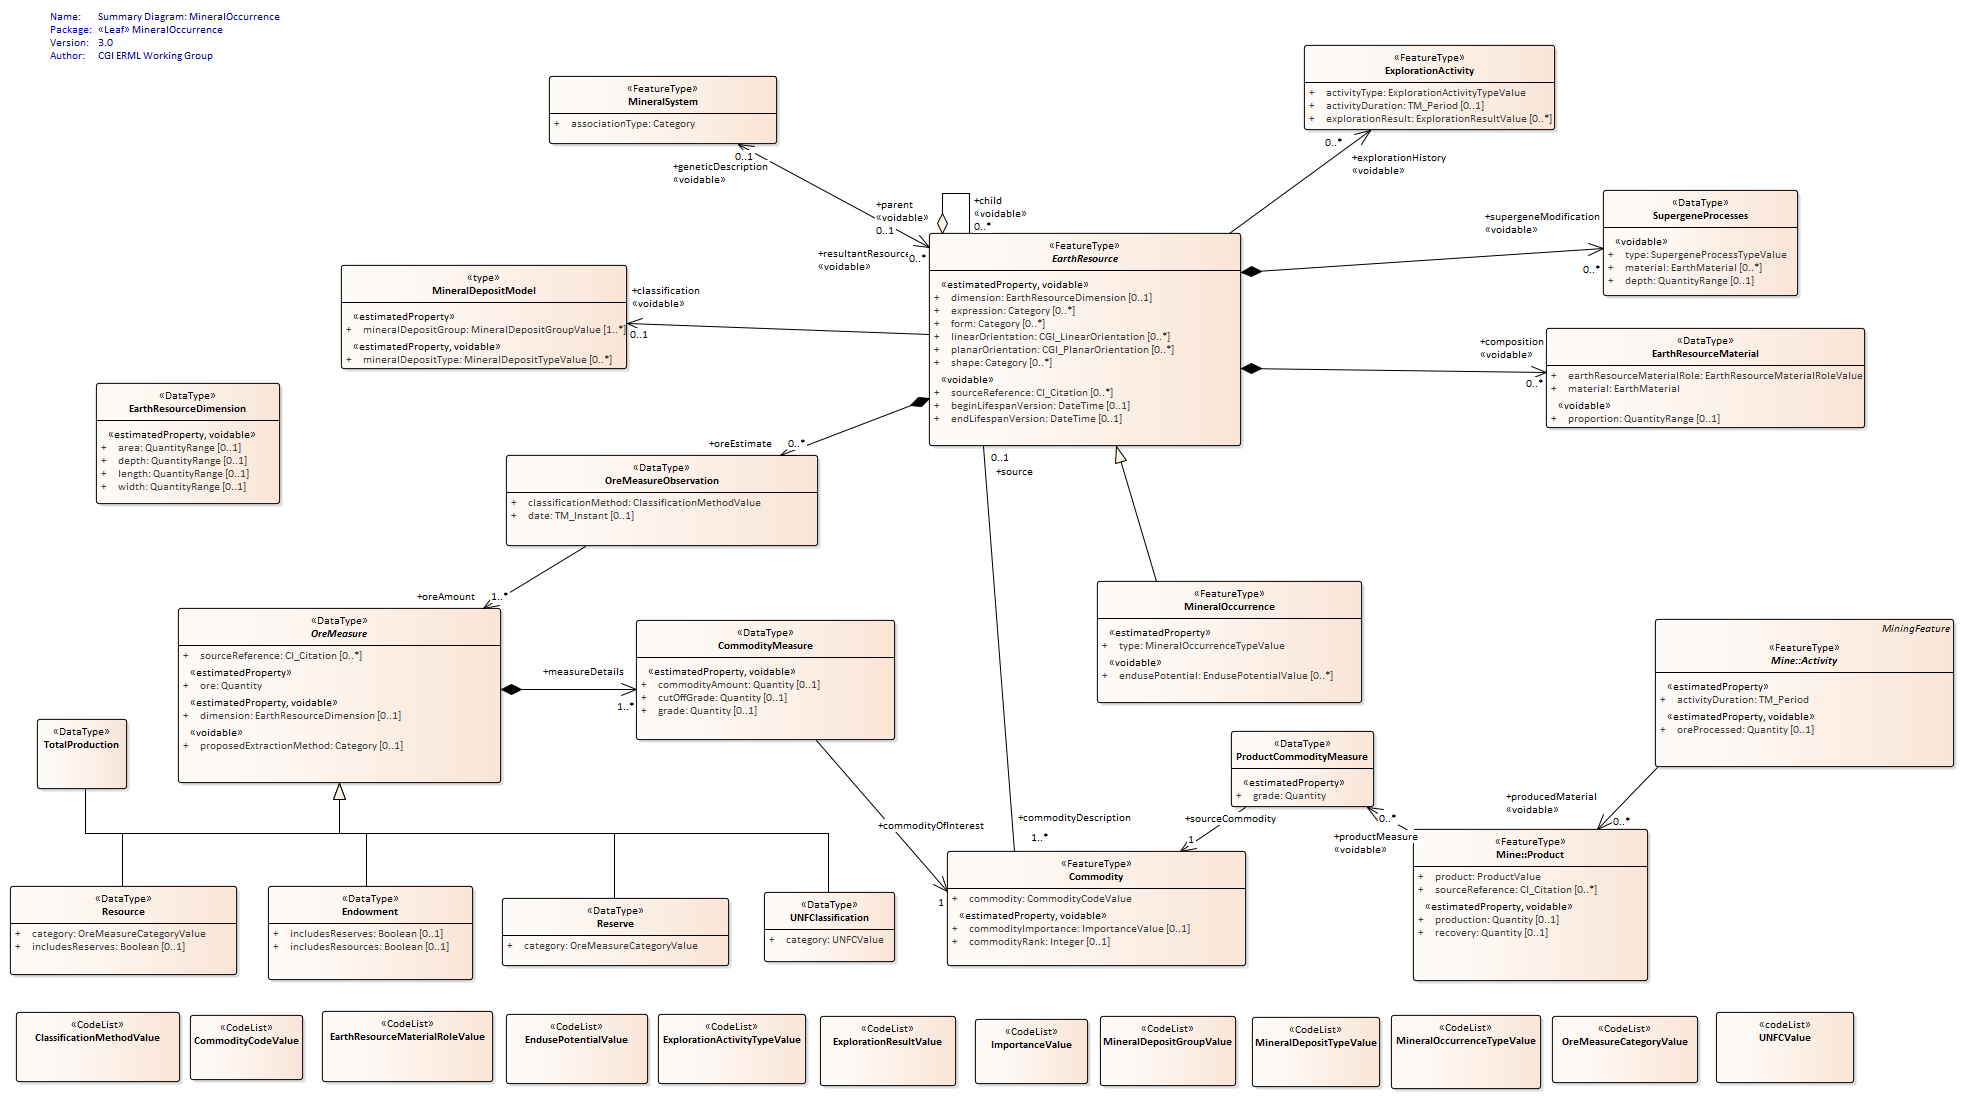 Name: Summary Diagram: MineralOccurrence
Package: «Leaf» MineralOccurrence
Version: 3.0
Author: CGI ERML Working Group
«FeatureType»
MineralSystem
+ associationType: Category
«FeatureType»
ExplorationActivity
+ activityType: ExplorationActivityTypeValue
+ activityDuration: TM_Period [0..1]
+ explorationResult: ExplorationResultValue [0..*]
0..1
+geneticDescription
«voidable»
0..*
+explorationHistory
«voidable»
+parent
«voidable»
0..1
+child
«voidable»
0..*
+resultantResource
«voidable»
0..*
«FeatureType»
EarthResource
«estimatedProperty, voidable»
+ dimension: EarthResourceDimension [0..1]
+ expression: Category [0..*]
+ form: Category [0..*]
+ linearOrientation: CGI_LinearOrientation [0..*]
+ planarOrientation: CGI_PlanarOrientation [0..*]
+ shape: Category [0..*]
«voidable»
+ sourceReference: CI_Citation [0..*]
+ beginLifespanVersion: DateTime [0..1]
+ endLifespanVersion: DateTime [0..1]
+supergeneModification
«voidable»
0..*
«DataType»
SupergeneProcesses
«voidable»
+ type: SupergeneProcessTypeValue
+ material: EarthMaterial [0..*]
+ depth: QuantityRange [0..1]
«type»
MineralDepositModel
«estimatedProperty»
+ mineralDepositGroup: MineralDepositGroupValue [1..*]
«estimatedProperty, voidable»
+ mineralDepositType: MineralDepositTypeValue [0..*]
+classification
«voidable»
0..1
+composition
«voidable»
0..*
«DataType»
EarthResourceMaterial
+ earthResourceMaterialRole: EarthResourceMaterialRoleValue
+ material: EarthMaterial
«voidable»
+ proportion: QuantityRange [0..1]
«DataType»
EarthResourceDimension
«estimatedProperty, voidable»
+ area: QuantityRange [0..1]
+ depth: QuantityRange [0..1]
+ length: QuantityRange [0..1]
+ width: QuantityRange [0..1]
+oreEstimate 0..*
«DataType»
OreMeasureObservation
+ classificationMethod: ClassificationMethodValue
+ date: TM_Instant [0..1]
0..1
+source
+oreAmount 1..*
«DataType»
OreMeasure
+ sourceReference: CI_Citation [0..*]
«estimatedProperty»
+ ore: Quantity
«estimatedProperty, voidable»
+ dimension: EarthResourceDimension [0..1]
«voidable»
+ proposedExtractionMethod: Category [0..1]
+measureDetails
1..*
«DataType»
CommodityMeasure
«estimatedProperty, voidable»
+ commodityAmount: Quantity [0..1]
+ cutOffGrade: Quantity [0..1]
+ grade: Quantity [0..1]
«FeatureType»
MineralOccurrence
«estimatedProperty»
+ type: MineralOccurrenceTypeValue
«voidable»
+ endusePotential: EndusePotentialValue [0..*]
MiningFeature
«FeatureType»
Mine::Activity
«estimatedProperty»
+ activityDuration: TM_Period
«estimatedProperty, voidable»
+ oreProcessed: Quantity [0..1]
«DataType»
TotalProduction
«DataType»
ProductCommodityMeasure
«estimatedProperty»
+ grade: Quantity
+producedMaterial
«voidable»
0..*
+commodityOfInterest
1
+commodityDescription
1..*
+sourceCommodity
1
0..*
+productMeasure
«voidable»
«FeatureType»
Commodity
+ commodity: CommodityCodeValue
«estimatedProperty, voidable»
+ commodityImportance: ImportanceValue [0..1]
+ commodityRank: Integer [0..1]
«FeatureType»
Mine::Product
+ product: ProductValue
+ sourceReference: CI_Citation [0..*]
«estimatedProperty, voidable»
+ production: Quantity [0..1]
+ recovery: Quantity [0..1]
«DataType»
Resource
+ category: OreMeasureCategoryValue
+ includesReserves: Boolean [0..1]
«DataType»
Endowment
+ includesReserves: Boolean [0..1]
+ includesResources: Boolean [0..1]
«DataType»
Reserve
+ category: OreMeasureCategoryValue
«DataType»
UNFClassification
+ category: UNFCValue
«CodeList»
ClassificationMethodValue
«CodeList»
CommodityCodeValue
«CodeList»
EarthResourceMaterialRoleValue
«CodeList»
EndusePotentialValue
«CodeList»
ExplorationActivityTypeValue
«CodeList»
ExplorationResultValue
«CodeList»
ImportanceValue
«CodeList»
MineralDepositGroupValue
«CodeList»
MineralDepositTypeValue
«CodeList»
MineralOccurrenceTypeValue
«CodeList»
OreMeasureCategoryValue
«codeList»
UNFCValue